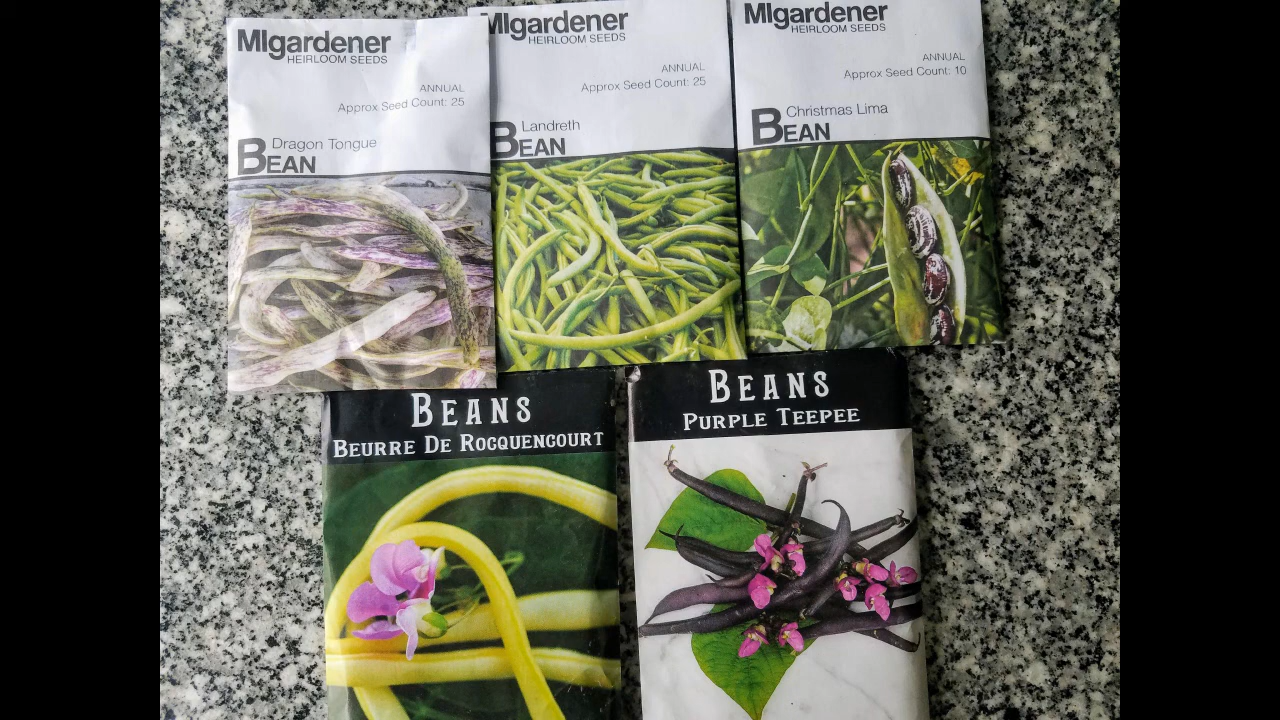 MIgardener
HEIRLOOM SEEDS
ANNUAL
Approx Seed Count: 25
Dragon Tongue
BEAN
MIgardener
HEIRLOOM SEEDS
ANNUAL
Approx Seed Count: 25
Landreth
BEAN
MIgardener
HEIRLOOM SEEDS
ANNUAL
Approx Seed Count: 10
Christmas Lima
BEAN
BEANS
BEURRE DE ROCQUENCOURT
BEANS
PURPLE TEEPEE